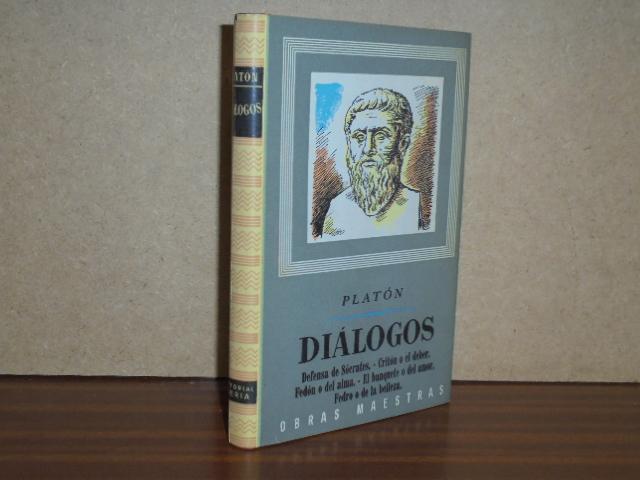 PLATÓN
DIÁLOGOS
Defensa de Sócrates. - Critón o el deber.
Fedón o del alma. - El banquete o del amor.
Fedro o de la belleza.
OBRAS MAESTRAS